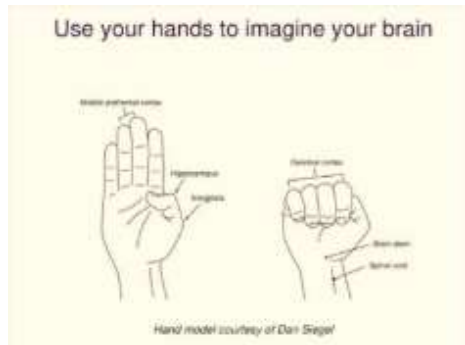 Use your hands to imagine your brain
Middle prefrontal cortex
Hippocampus
Amygdala
Cerebral cortex
Brain stem
Spinal cord
Hand model courtesy of Dan Siegel